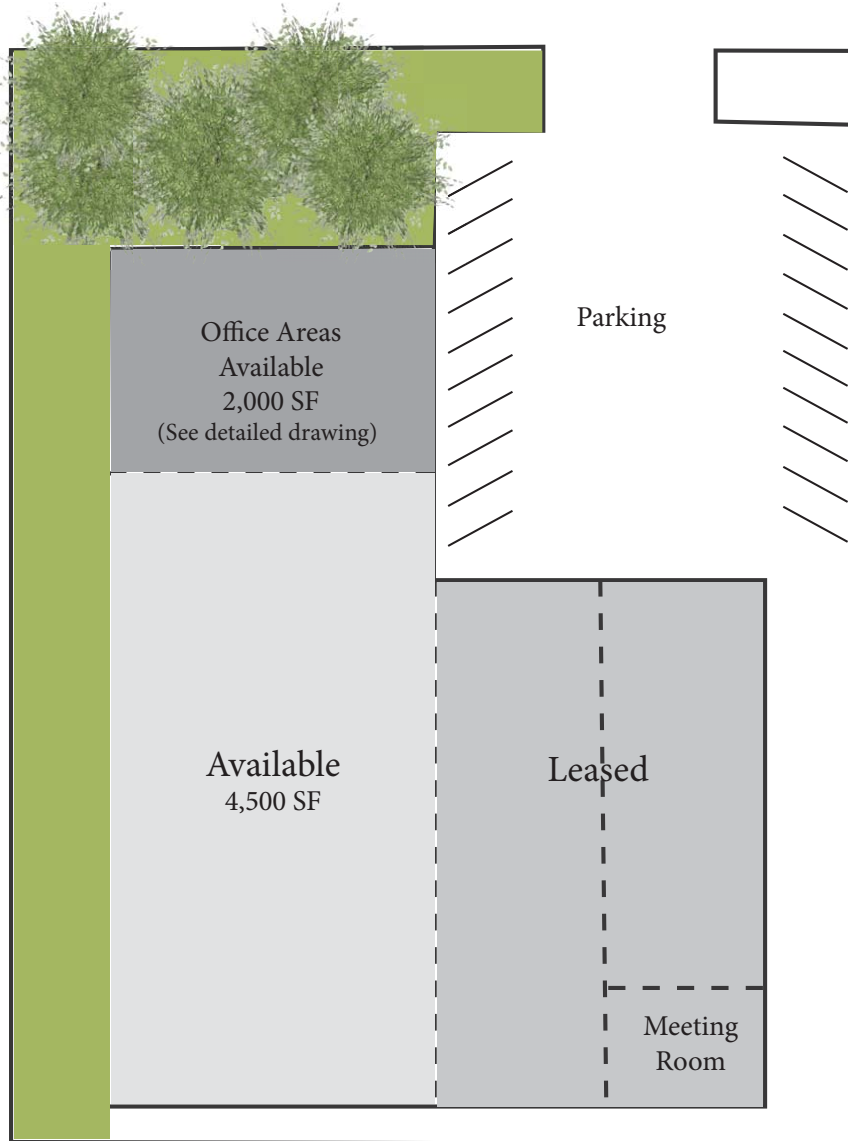 Parking
Office Areas
Available
2,000 SF
(See detailed drawing)
Available
4,500 SF
Leased
Meeting
Room